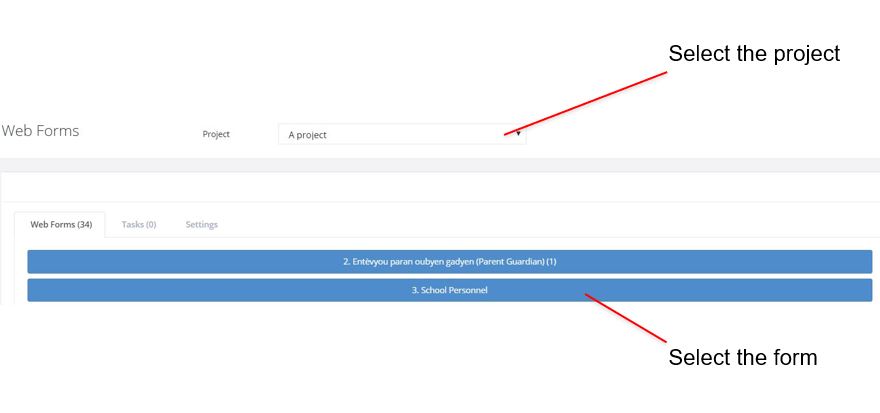 Select the project
Web Forms
Project
A project
Web Forms (34)
Tasks (0)
Settings
2. Entèvyou paran oubyen gadyen (Parent Guardian) (1)
3. School Personnel
Select the form